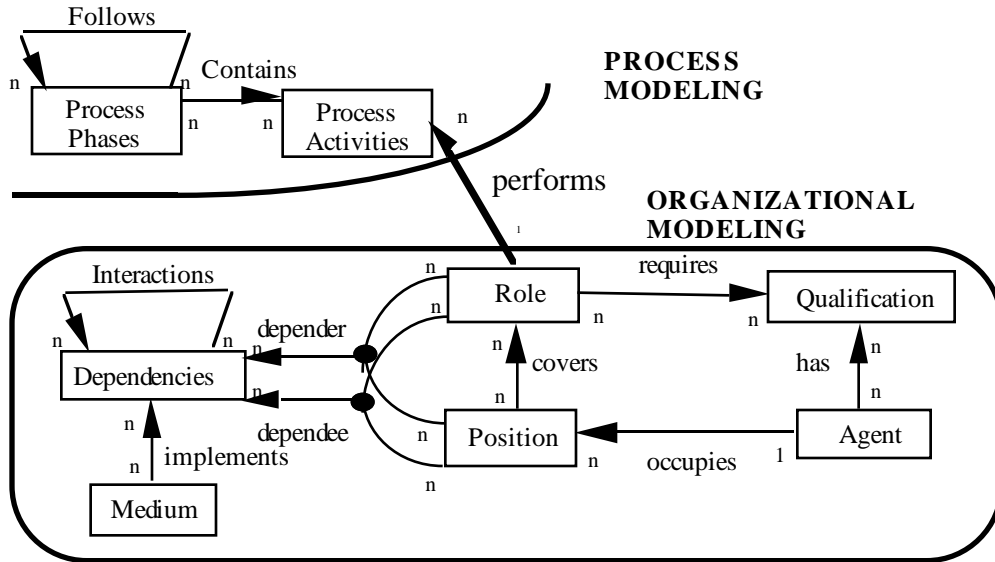 Follows
n
n
Contains
Process
Phases
n
n
Process
Activities
n
PROCESS
MODELING
performs
1
ORGANIZATIONAL
MODELING
Interactions
n
n
Dependencies
n
n
depender
dependee
n
n
Role
n
n
requires
n
Qualification
n
covers
n
has
n
n
Position
n
n
n
occupies
1
Agent
n
implements
n
Medium